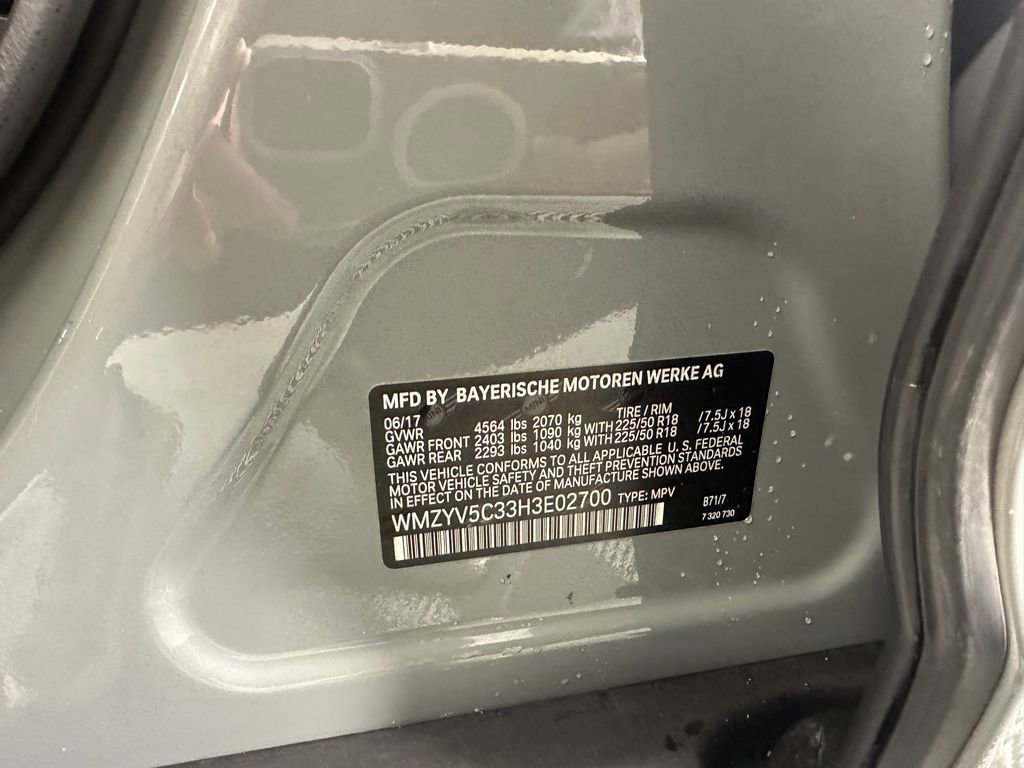 MFD BY BAYERISCHE MOTOREN WERKE AG
06/17 TIRE / RIM
GVWR 4564 lbs 2070 kg
GAWR FRONT 2403 lbs 1090 kg WITH 225/50 R18 /7.5J x 18
GAWR REAR 2293 lbs 1040 kg WITH 225/50 R18 /7.5J x 18
THIS VEHICLE CONFORMS TO ALL APPLICABLE U. S. FEDERAL
MOTOR VEHICLE SAFETY AND THEFT PREVENTION STANDARDS
IN EFFECT ON THE DATE OF MANUFACTURE SHOWN ABOVE.
WMZYV5C33H3E02700 TYPE: MPV B71/7
7 320 730